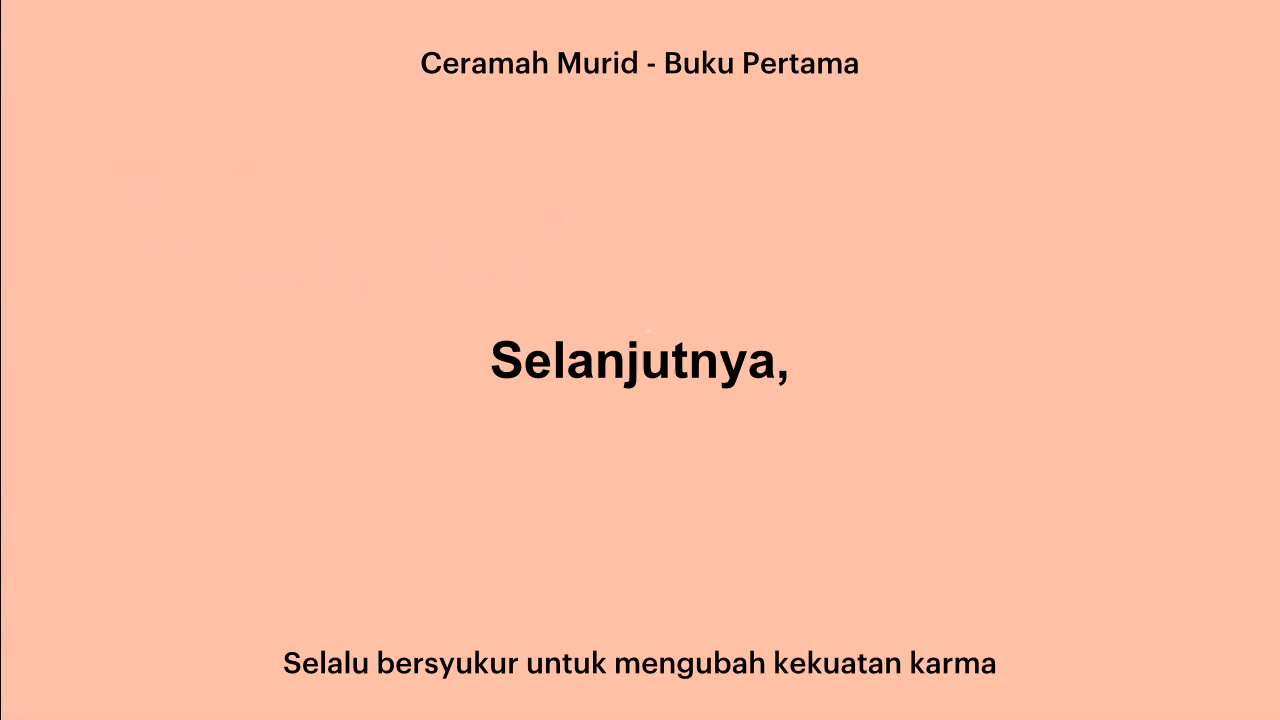 Ceramah Murid - Buku Pertama
Selanjutnya,
Selalu bersyukur untuk mengubah kekuatan karma